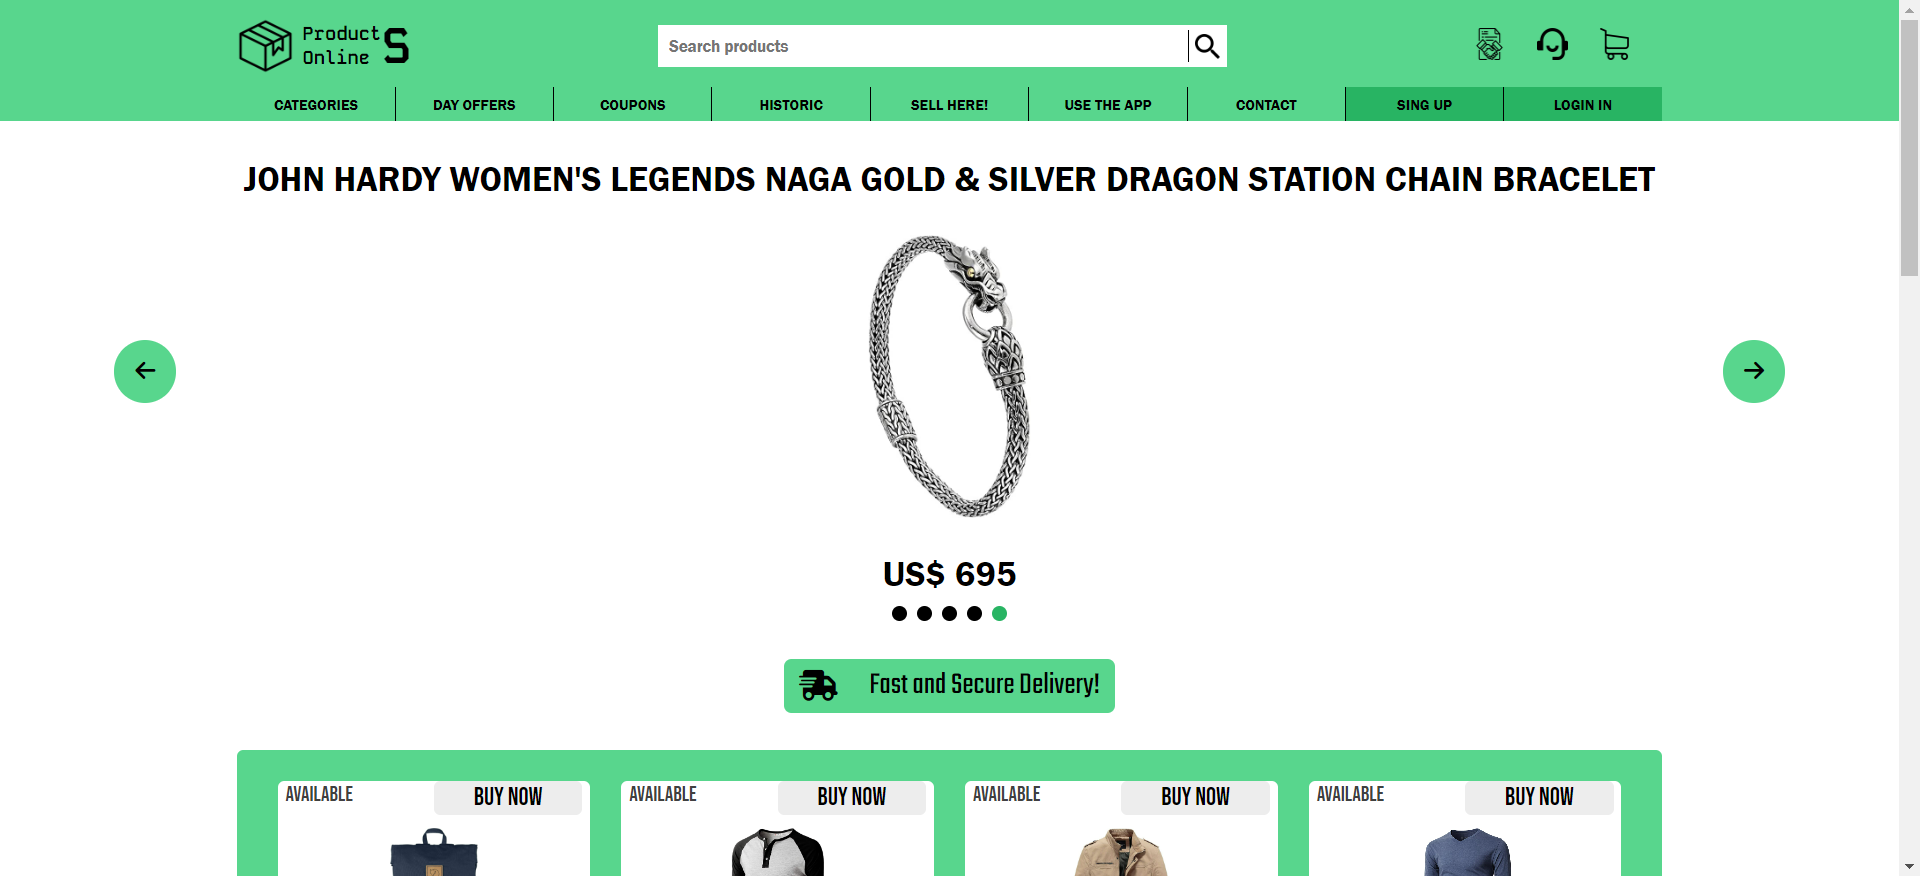 Product S
Online
Search products
CATEGORIES
DAY OFFERS
COUPONS
HISTORIC
SELL HERE!
USE THE APP
CONTACT
SING UP
LOGIN IN
JOHN HARDY WOMEN'S LEGENDS NAGA GOLD & SILVER DRAGON STATION CHAIN BRACELET
US$ 695
Fast and Secure Delivery!
AVAILABLE
BUY NOW
AVAILABLE
BUY NOW
AVAILABLE
BUY NOW
AVAILABLE
BUY NOW